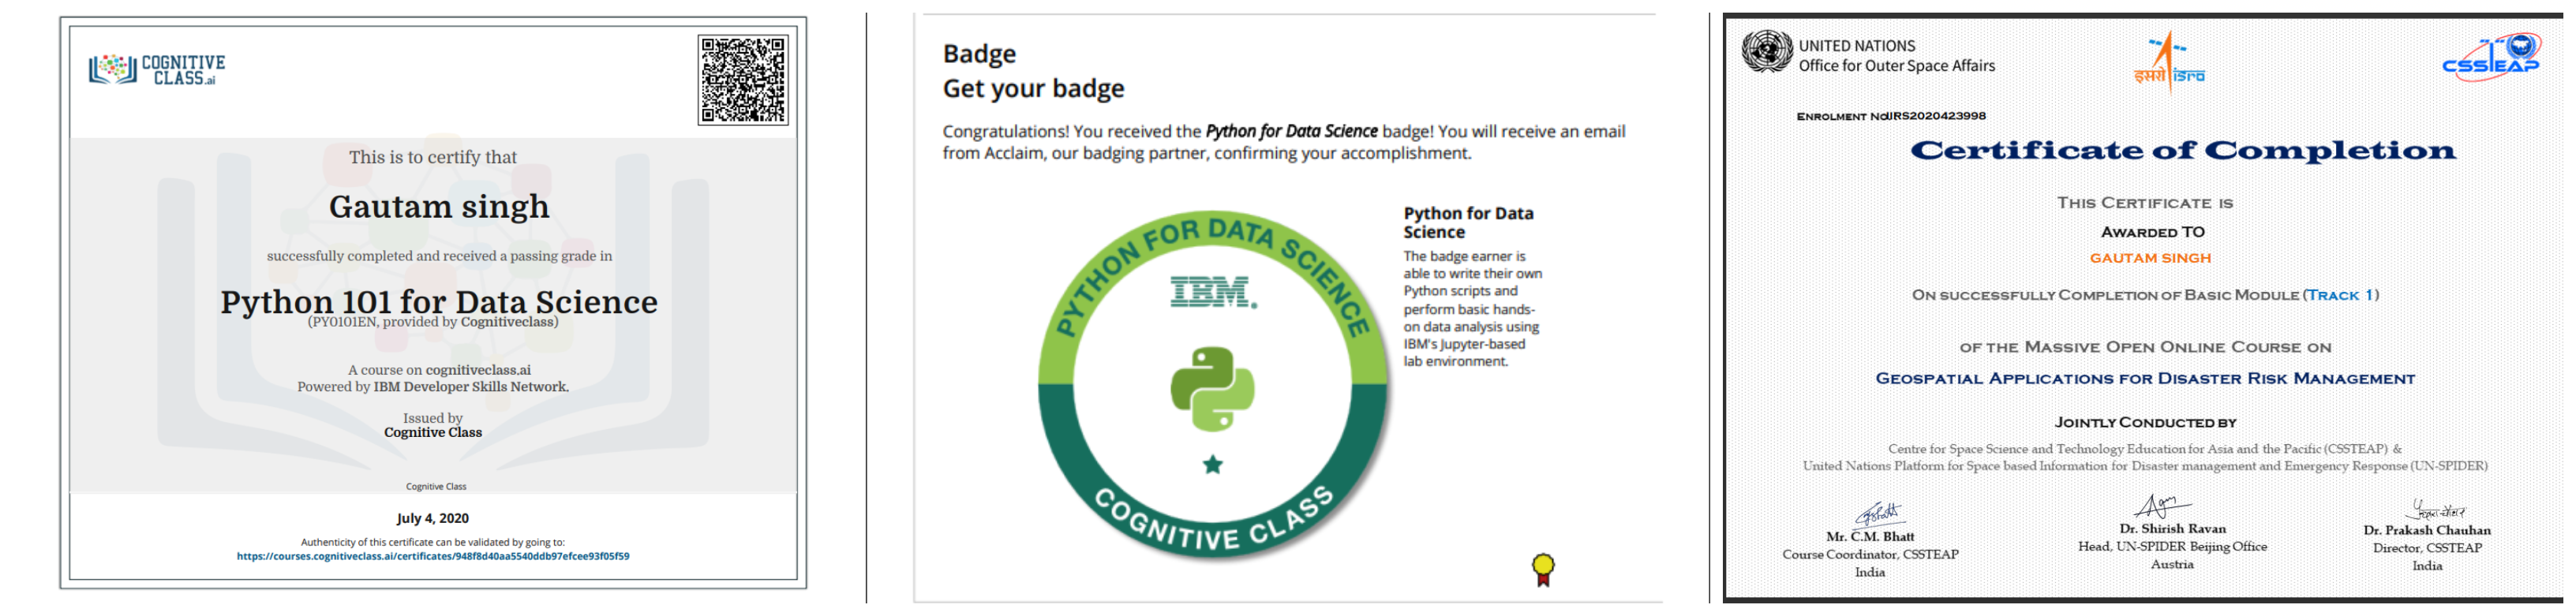 COGNITIVE
CLASS.ai
This is to certify that
Gautam singh
successfully completed and received a passing grade in
Python 101 for Data Science
(PY0101EN, provided by Cognitiveclass)
A course on cognitiveclass.ai
Powered by IBM Developer Skills Network.
Issued by
Cognitive Class
Cognitive Class
July 4, 2020
Authenticity of this certificate can be validated by going to:
https://courses.cognitiveclass.ai/certificates/948f8d40aa5540ddb97efcee93f05f59
Badge
Get your badge
Congratulations! You received the Python for Data Science badge! You will receive an email
from Acclaim, our badging partner, confirming your accomplishment.
PYTHON FOR DATA SCIENCE
IBM.
COGNITIVE CLASS
Python for Data
Science
The badge earner is
able to write their own
Python scripts and
perform basic hands-
on data analysis using
IBM's Jupyter-based
lab environment.
UNITED NATIONS
Office for Outer Space Affairs
इसरो isro
CSSTEAP
ENROLMENT NO:IRS2020423998
Certificate of Completion
THIS CERTIFICATE IS
AWARDED TO
GAUTAM SINGH
ON SUCCESSFULLY COMPLETION OF BASIC MODULE (TRACK 1)
OF THE MASSIVE OPEN ONLINE COURSE ON
GEOSPATIAL APPLICATIONS FOR DISASTER RISK MANAGEMENT
JOINTLY CONDUCTED BY
Centre for Space Science and Technology Education for Asia and the Pacific (CSSTEAP) &
United Nations Platform for Space based Information for Disaster management and Emergency Response (UN-SPIDER)
Mr. C.M. Bhatt
Course Coordinator, CSSTEAP
India
Dr. Shirish Ravan
Head, UN-SPIDER Beijing Office
Austria
Dr. Prakash Chauhan
Director, CSSTEAP
India